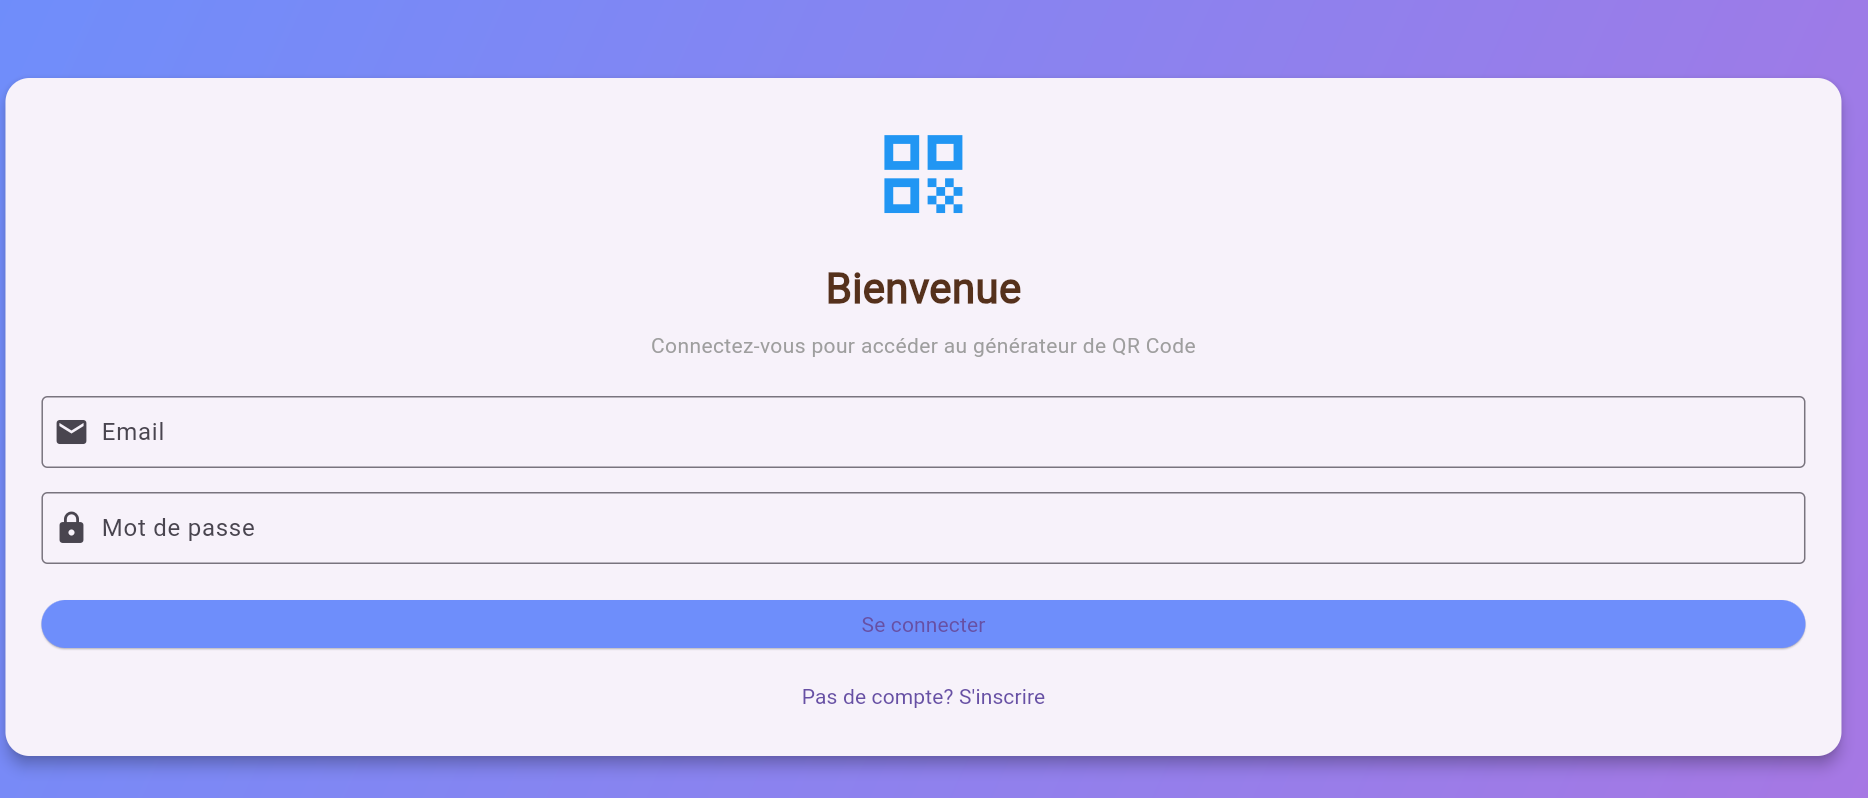 Bienvenue
Connectez-vous pour accéder au générateur de QR Code
Email
Mot de passe
Se connecter
Pas de compte? S'inscrire